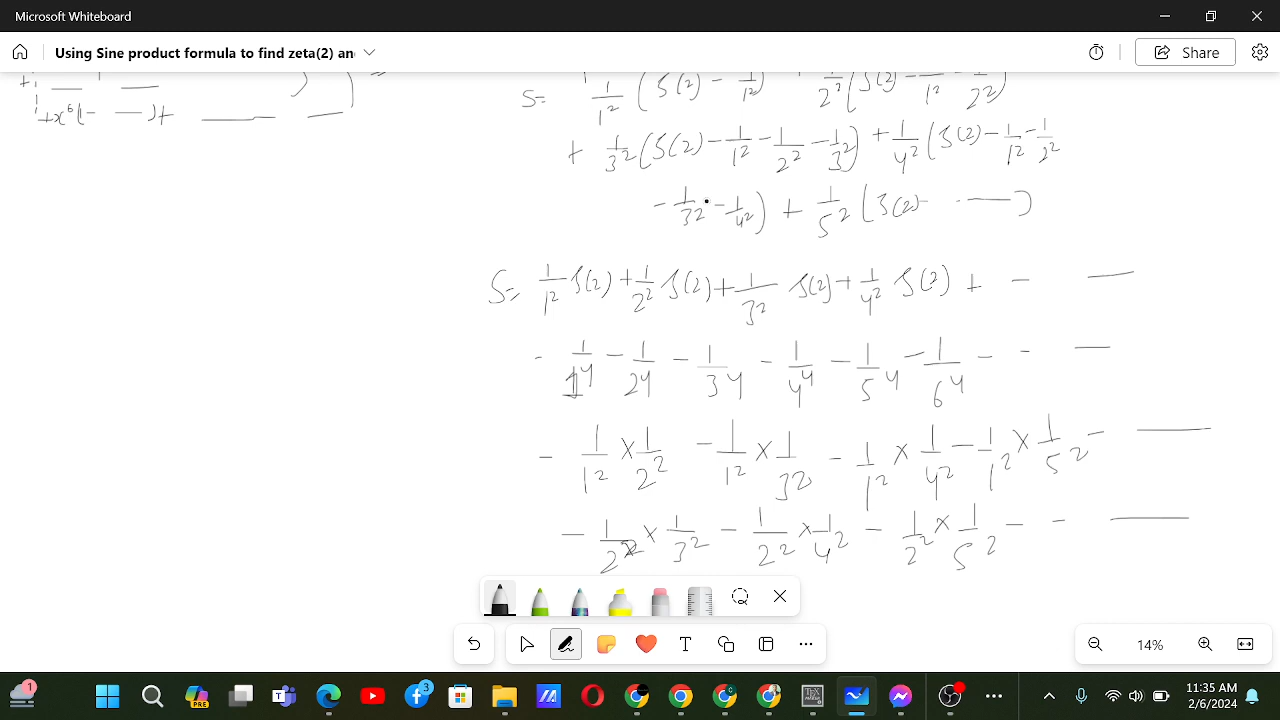 Microsoft Whiteboard
Using Sine product formula to find zeta(2) an
Share
+x⁶(1-
S= 1/1² (ζ(2) - 1/1²) + 1/2² (ζ(2) - 1/1² - 1/2²)
+ 1/3² (ζ(2) - 1/1² - 1/2² - 1/3²) + 1/4² (ζ(2) - 1/1² - 1/2²
- 1/3² - 1/4²) + 1/5² (ζ(2) - — )
S= 1/1² ζ(2) + 1/2² ζ(2) + 1/3² ζ(2) + 1/4² ζ(2) + - —
- 1/1⁴ - 1/2⁴ - 1/3⁴ - 1/4⁴ - 1/5⁴ - 1/6⁴ - - —
- 1/1² × 1/2² - 1/1² × 1/3² - 1/1² × 1/4² - 1/1² × 1/5² - —
- 1/2² × 1/3² - 1/2² × 1/4² - 1/2² × 1/5² - - —
T
14%
1
PRE
3
11:35 AM
2/6/2024